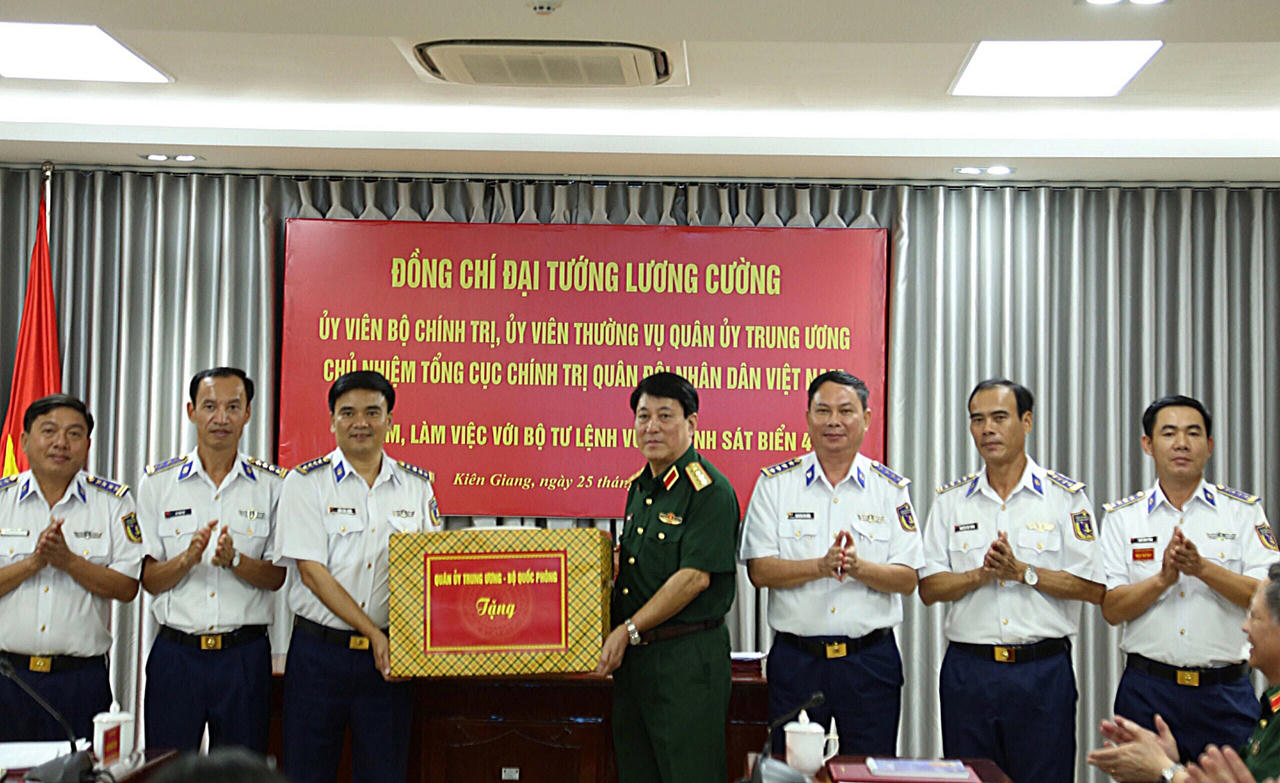 ĐỒNG CHÍ ĐẠI TƯỚNG LƯƠNG CƯỜNG
ỦY VIÊN BỘ CHÍNH TRỊ, ỦY VIÊN THƯỜNG VỤ QUÂN ỦY TRUNG ƯƠNG
CHỦ NHIỆM TỔNG CỤC CHÍNH TRỊ QUÂN ĐỘI NHÂN DÂN VIỆT NAM
LÀM VIỆC VỚI BỘ TƯ LỆNH SÁT BIỂN 4
Kiên Giang, ngày 25
QUÂN ỦY TRUNG ƯƠNG - BỘ QUỐC PHÒNG
Tặng